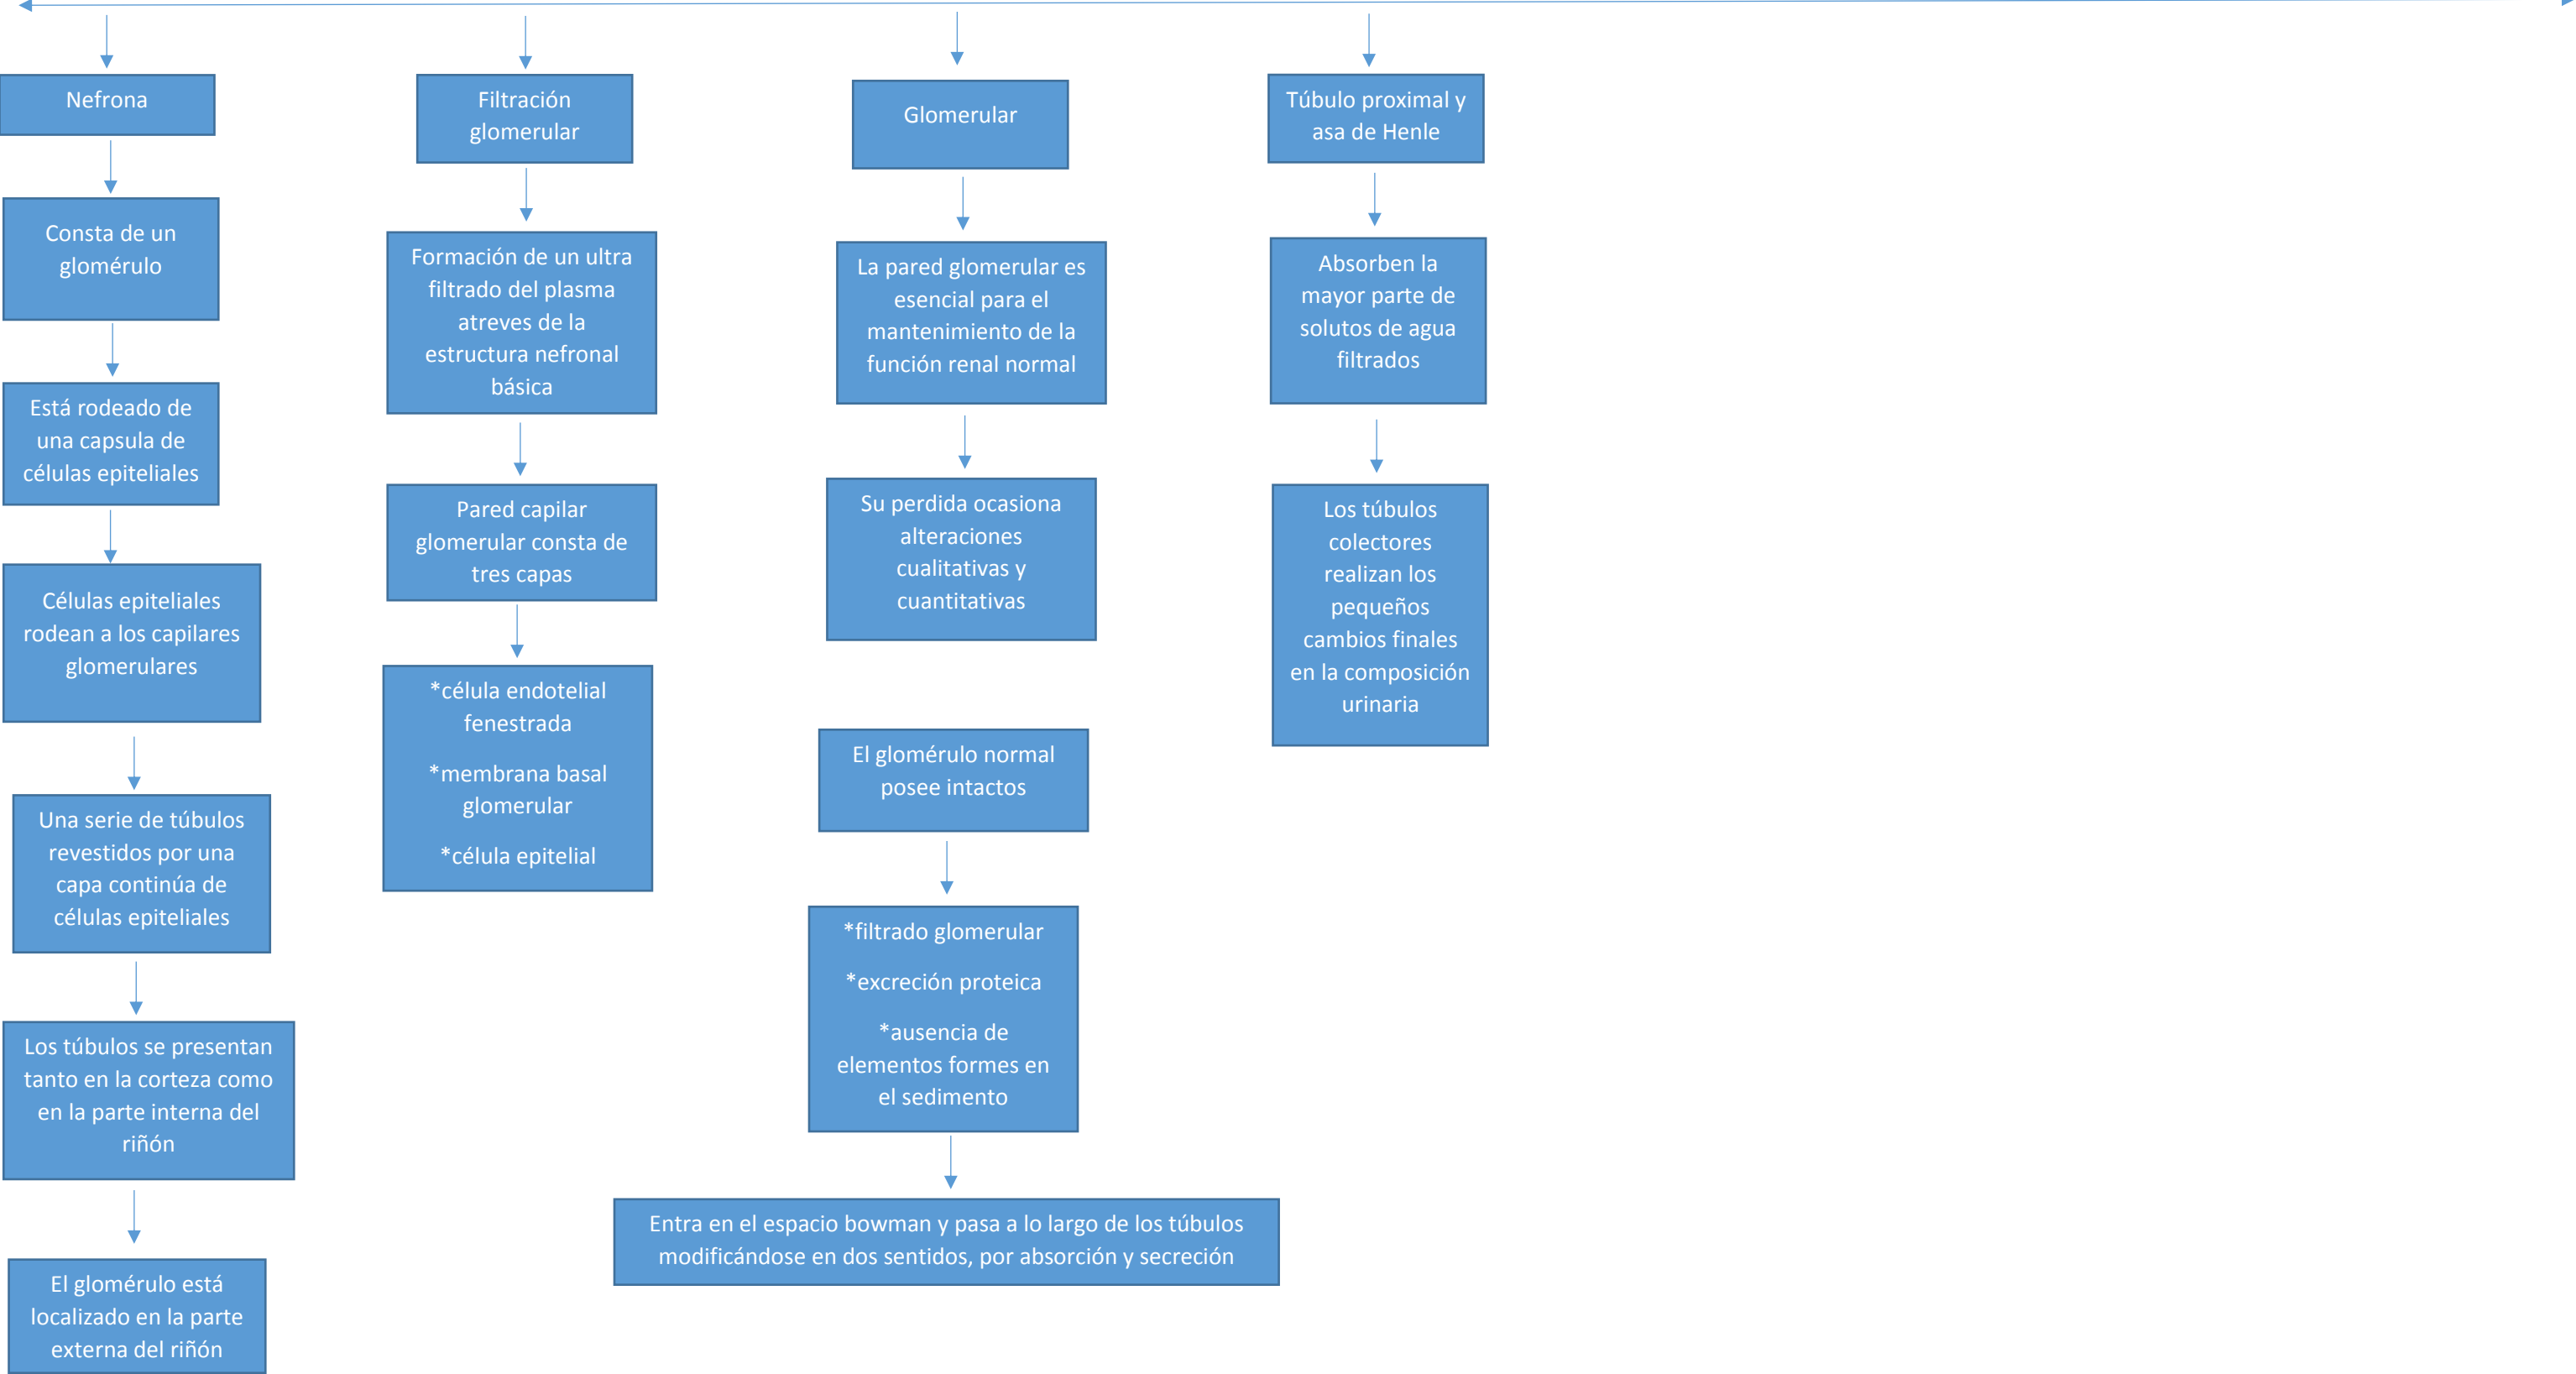 Nefrona
Consta de un
glomérulo
Está rodeado de
una capsula de
células epiteliales
Células epiteliales
rodean a los capilares
glomerulares
Una serie de túbulos
revestidos por una
capa continúa de
células epiteliales
Los túbulos se presentan
tanto en la corteza como
en la parte interna del
riñón
El glomérulo está
localizado en la parte
externa del riñón
Filtración
glomerular
Formación de un ultra
filtrado del plasma
atreves de la
estructura nefronal
básica
Pared capilar
glomerular consta de
tres capas
*célula endotelial
fenestrada
*membrana basal
glomerular
*célula epitelial
Glomerular
La pared glomerular es
esencial para el
mantenimiento de la
función renal normal
Su perdida ocasiona
alteraciones
cualitativas y
cuantitativas
El glomérulo normal
posee intactos
*filtrado glomerular
*excreción proteica
*ausencia de
elementos formes en
el sedimento
Entra en el espacio bowman y pasa a lo largo de los túbulos
modificándose en dos sentidos, por absorción y secreción
Túbulo proximal y
asa de Henle
Absorben la
mayor parte de
solutos de agua
filtrados
Los túbulos
colectores
realizan los
pequeños
cambios finales
en la composición
urinaria